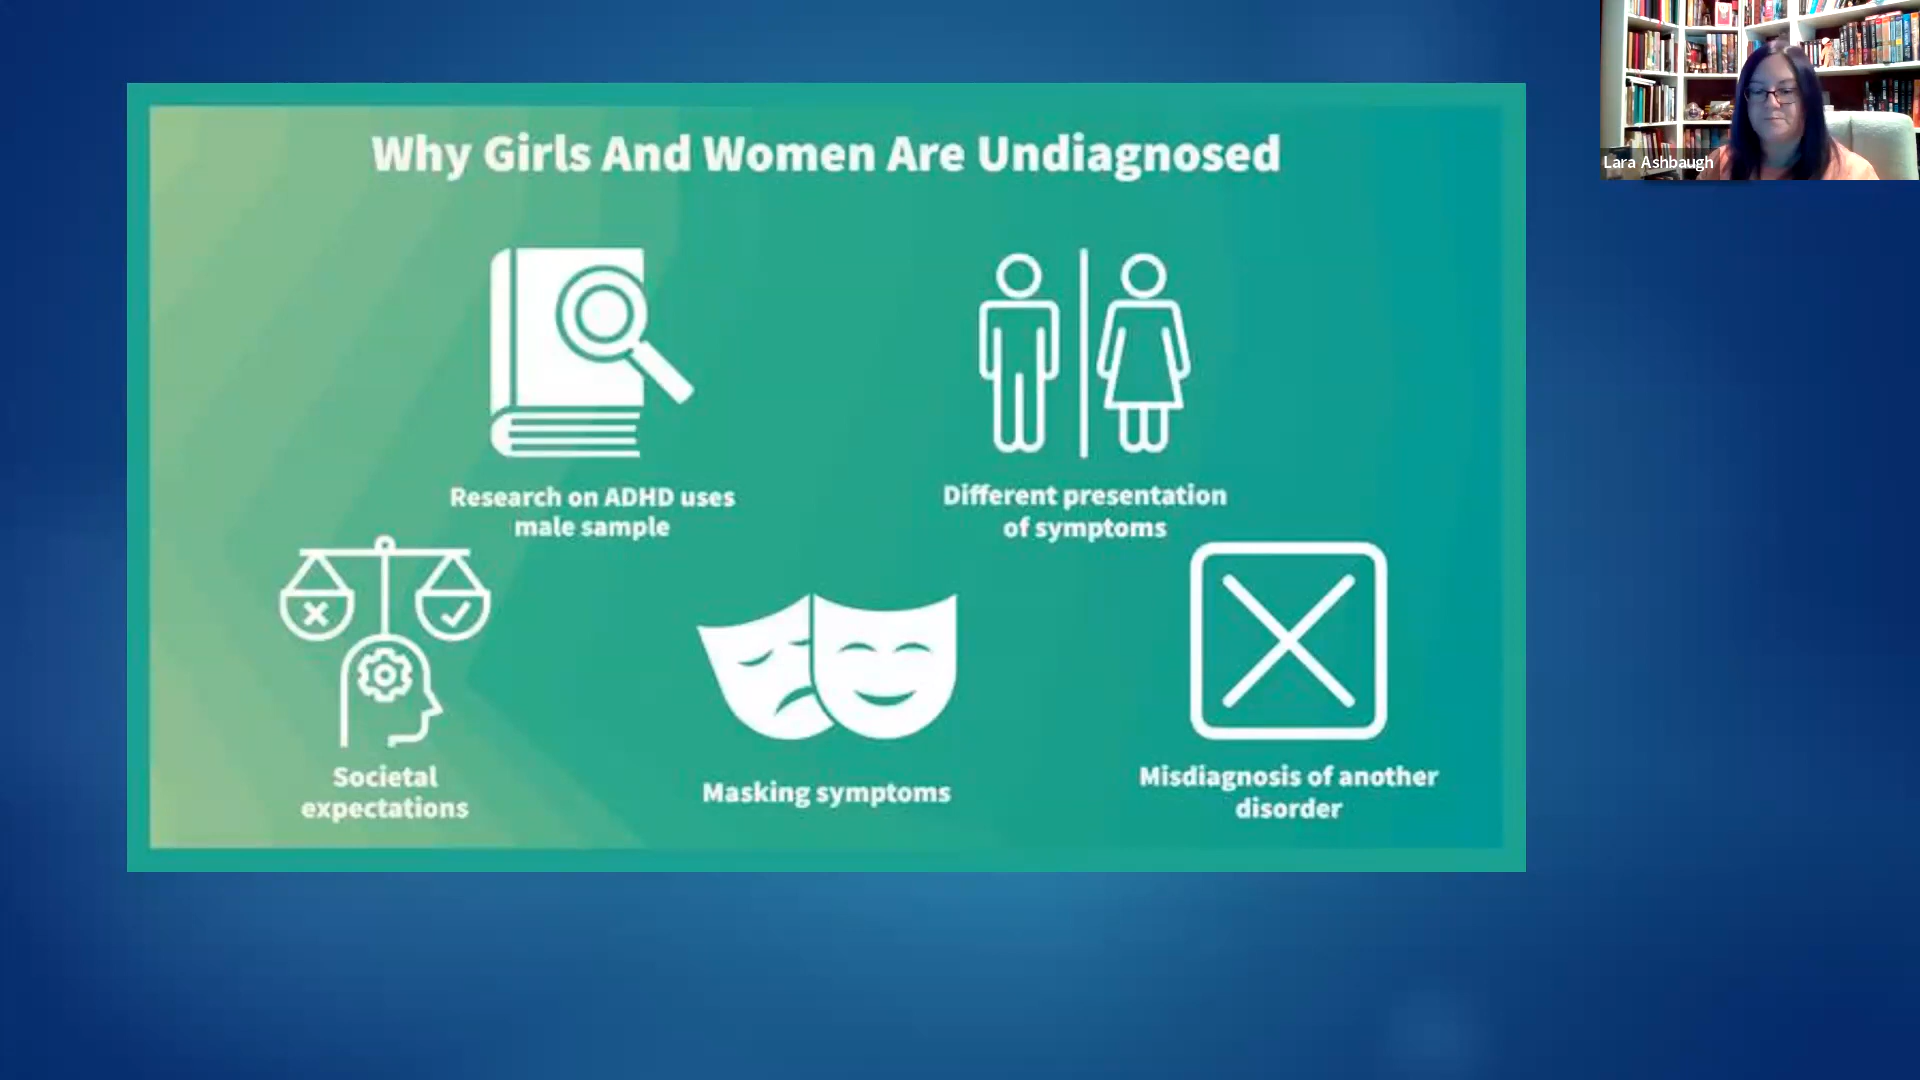 Why Girls And Women Are Undiagnosed
Research on ADHD uses
male sample
Different presentation
of symptoms
Societal
expectations
Masking symptoms
Misdiagnosis of another
disorder
Lara Ashbaugh